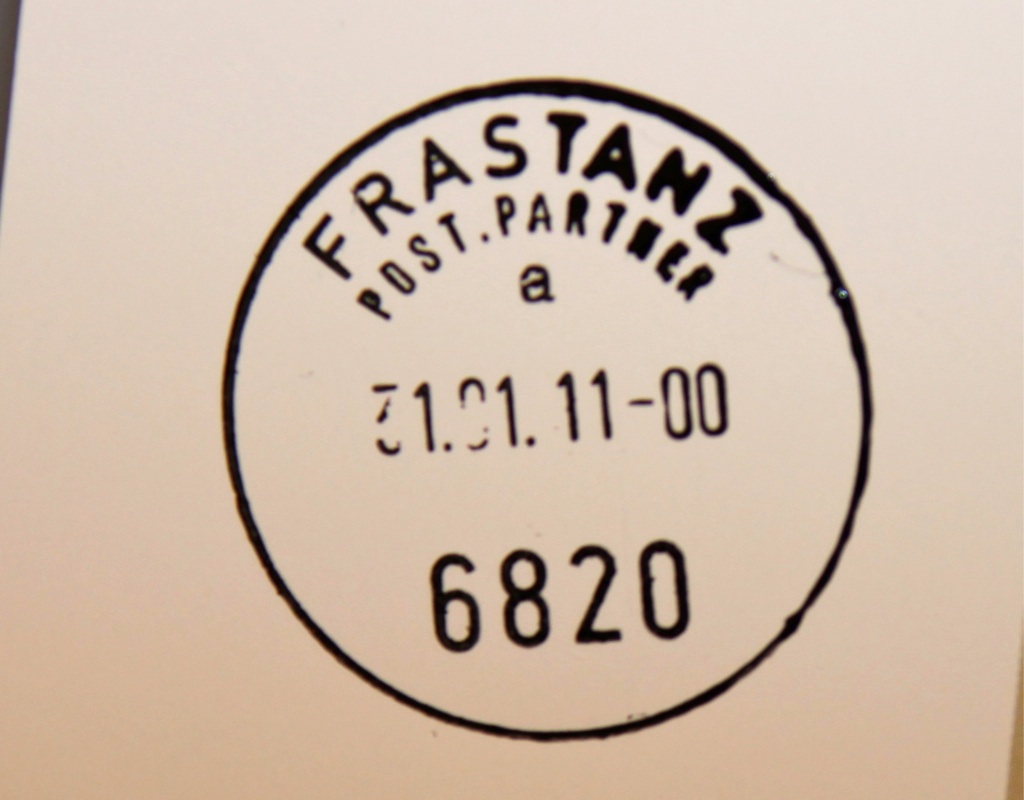 FRASTANZ
POST.PARTNER
a
31.01.11-00
6820